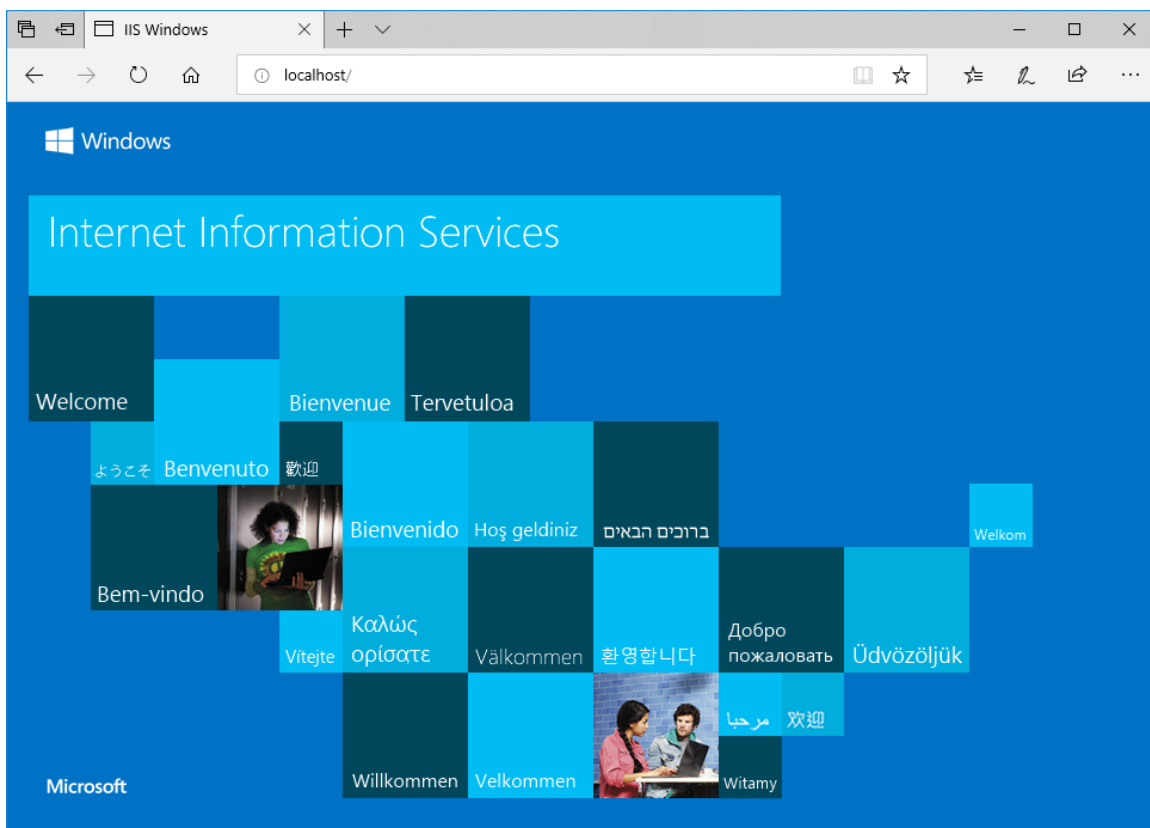 IIS Windows
localhost/
Windows
Internet Information Services
Welcome
Bienvenue
Tervetuloa
ようこそ
Benvenuto
歡迎
Bienvenido
Hoş geldiniz
ברוכים הבאים
Welkom
Bem-vindo
Vítejte
Καλώς
ορίσατε
Välkommen
환영합니다
Добро
пожаловать
Üdvözöljük
مرحبا
欢迎
Microsoft
Willkommen
Velkommen
Witamy